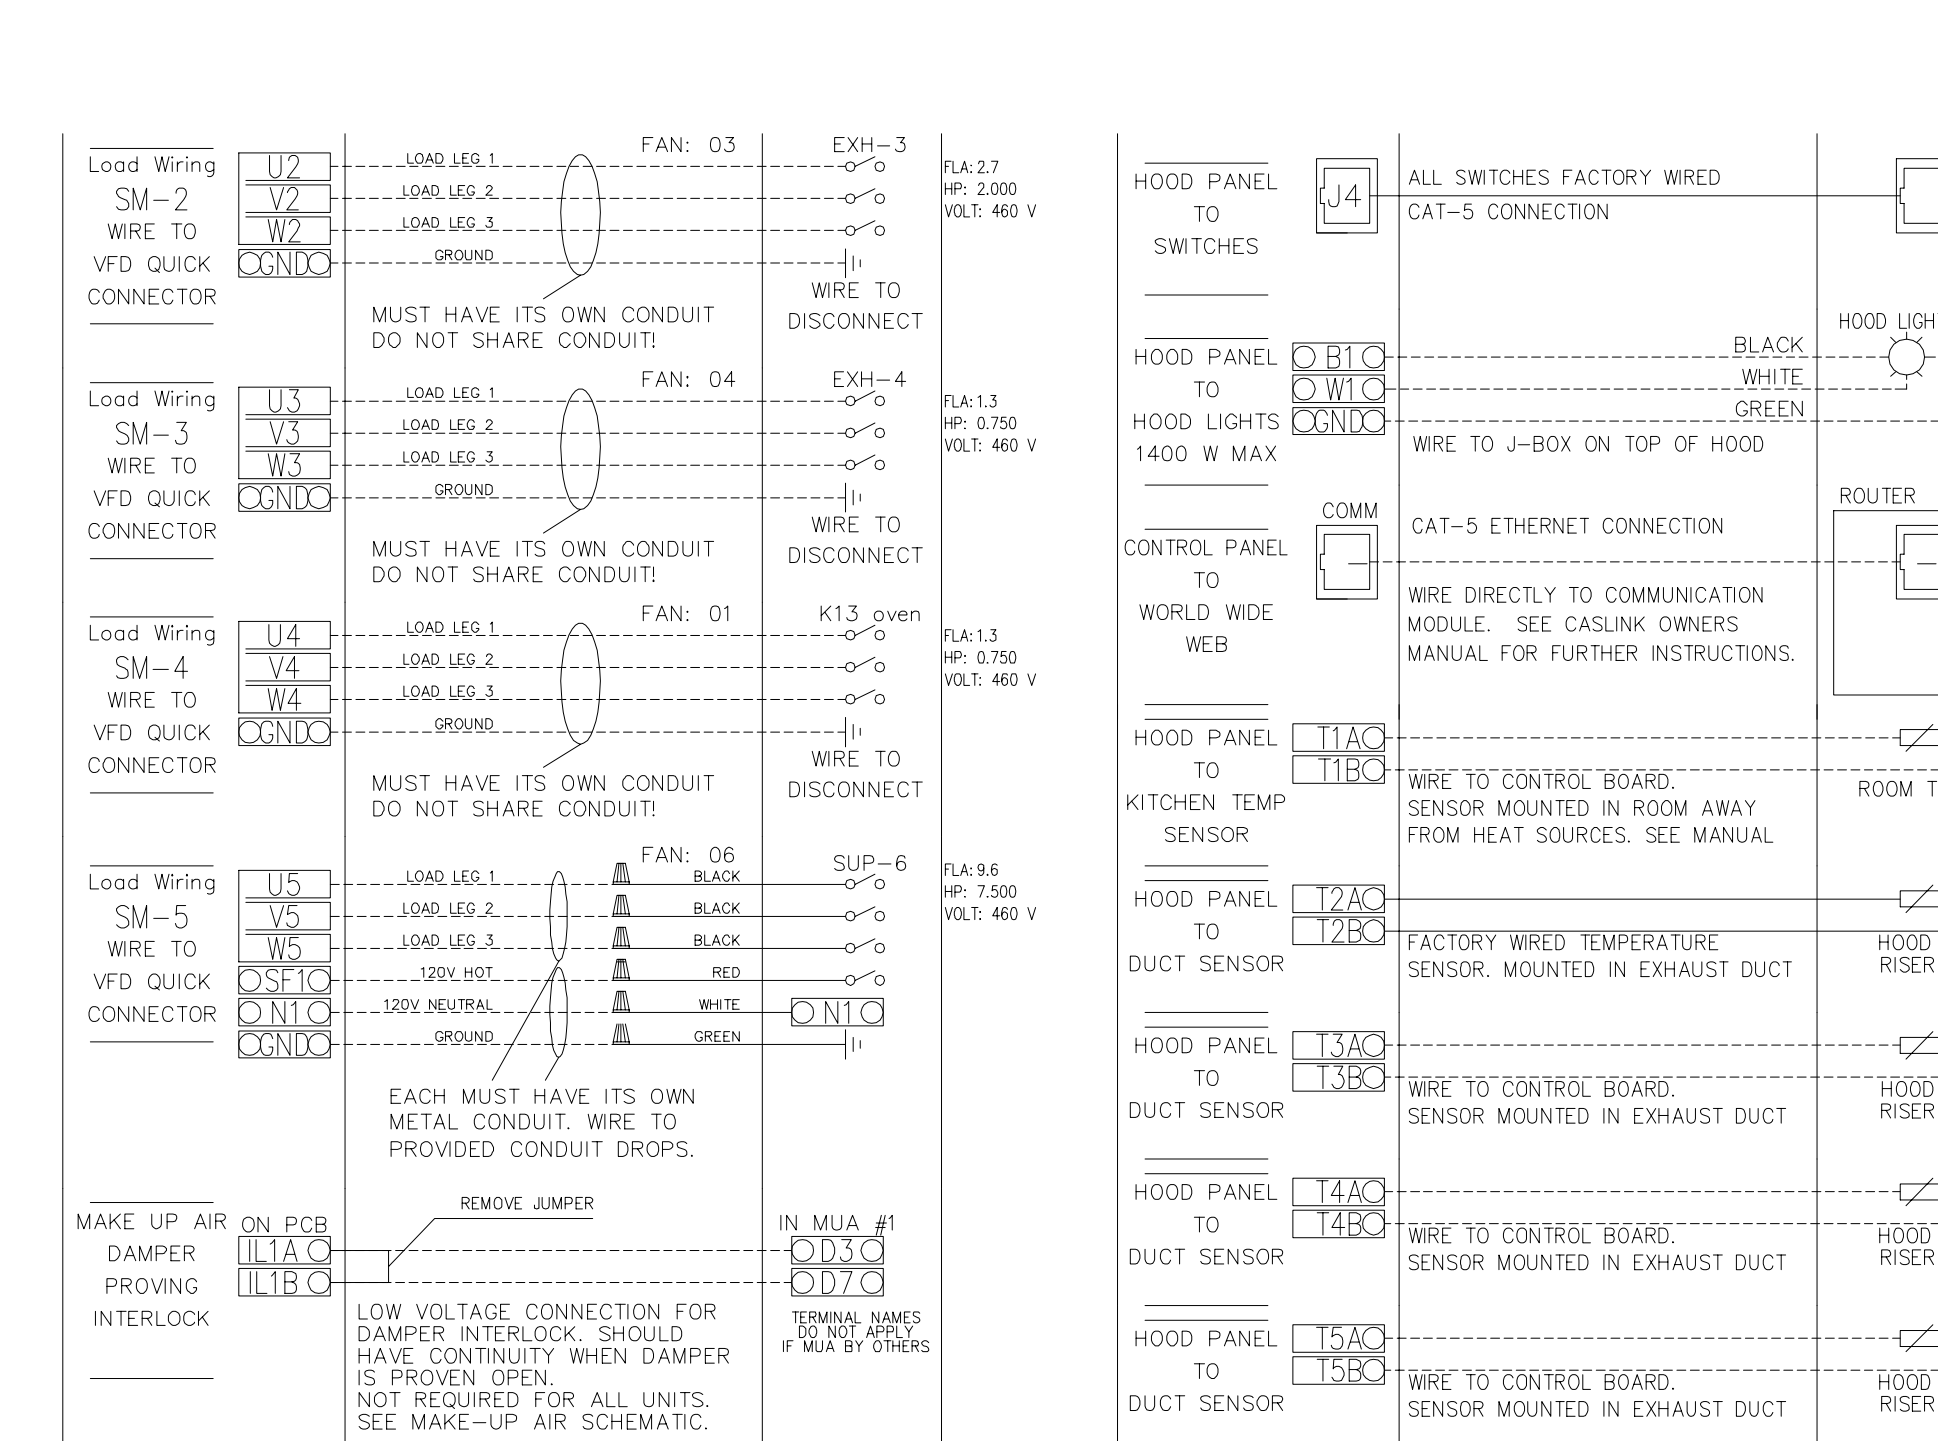 FAN: 03
EXH-3
Load Wiring
SM-2
WIRE TO
VFD QUICK
CONNECTOR
U2
V2
W2
GND
LOAD LEG 1
LOAD LEG 2
LOAD LEG 3
GROUND
MUST HAVE ITS OWN CONDUIT
DO NOT SHARE CONDUIT!
WIRE TO
DISCONNECT
FLA: 2.7
HP: 2.000
VOLT: 460 V
FAN: 04
EXH-4
Load Wiring
SM-3
WIRE TO
VFD QUICK
CONNECTOR
U3
V3
W3
GND
LOAD LEG 1
LOAD LEG 2
LOAD LEG 3
GROUND
MUST HAVE ITS OWN CONDUIT
DO NOT SHARE CONDUIT!
WIRE TO
DISCONNECT
FLA: 1.3
HP: 0.750
VOLT: 460 V
FAN: 01
K13 oven
Load Wiring
SM-4
WIRE TO
VFD QUICK
CONNECTOR
U4
V4
W4
GND
LOAD LEG 1
LOAD LEG 2
LOAD LEG 3
GROUND
MUST HAVE ITS OWN CONDUIT
DO NOT SHARE CONDUIT!
WIRE TO
DISCONNECT
FLA: 1.3
HP: 0.750
VOLT: 460 V
FAN: 06
SUP-6
Load Wiring
SM-5
WIRE TO
VFD QUICK
CONNECTOR
U5
V5
W5
SF1
N1
GND
LOAD LEG 1
LOAD LEG 2
LOAD LEG 3
120V HOT
120V NEUTRAL
GROUND
BLACK
BLACK
BLACK
RED
WHITE
GREEN
N1
EACH MUST HAVE ITS OWN
METAL CONDUIT. WIRE TO
PROVIDED CONDUIT DROPS.
FLA: 9.6
HP: 7.500
VOLT: 460 V
MAKE UP AIR
DAMPER
PROVING
INTERLOCK
ON PCB
IL1A
IL1B
REMOVE JUMPER
IN MUA #1
D3
D7
TERMINAL NAMES
DO NOT APPLY
IF MUA BY OTHERS
LOW VOLTAGE CONNECTION FOR
DAMPER INTERLOCK. SHOULD
HAVE CONTINUITY WHEN DAMPER
IS PROVEN OPEN.
NOT REQUIRED FOR ALL UNITS.
SEE MAKE-UP AIR SCHEMATIC.
HOOD PANEL
TO
SWITCHES
J4
ALL SWITCHES FACTORY WIRED
CAT-5 CONNECTION
HOOD PANEL
TO
HOOD LIGHTS
1400 W MAX
B1
W1
GND
BLACK
WHITE
GREEN
WIRE TO J-BOX ON TOP OF HOOD
HOOD LIGH
CONTROL PANEL
TO
WORLD WIDE
WEB
COMM
CAT-5 ETHERNET CONNECTION
WIRE DIRECTLY TO COMMUNICATION
MODULE. SEE CASLINK OWNERS
MANUAL FOR FURTHER INSTRUCTIONS.
ROUTER
HOOD PANEL
TO
KITCHEN TEMP
SENSOR
T1A
T1B
WIRE TO CONTROL BOARD.
SENSOR MOUNTED IN ROOM AWAY
FROM HEAT SOURCES. SEE MANUAL
ROOM T
HOOD PANEL
TO
DUCT SENSOR
T2A
T2B
FACTORY WIRED TEMPERATURE
SENSOR. MOUNTED IN EXHAUST DUCT
HOOD
RISER
HOOD PANEL
TO
DUCT SENSOR
T3A
T3B
WIRE TO CONTROL BOARD.
SENSOR MOUNTED IN EXHAUST DUCT
HOOD
RISER
HOOD PANEL
TO
DUCT SENSOR
T4A
T4B
WIRE TO CONTROL BOARD.
SENSOR MOUNTED IN EXHAUST DUCT
HOOD
RISER
HOOD PANEL
TO
DUCT SENSOR
T5A
T5B
WIRE TO CONTROL BOARD.
SENSOR MOUNTED IN EXHAUST DUCT
HOOD
RISER